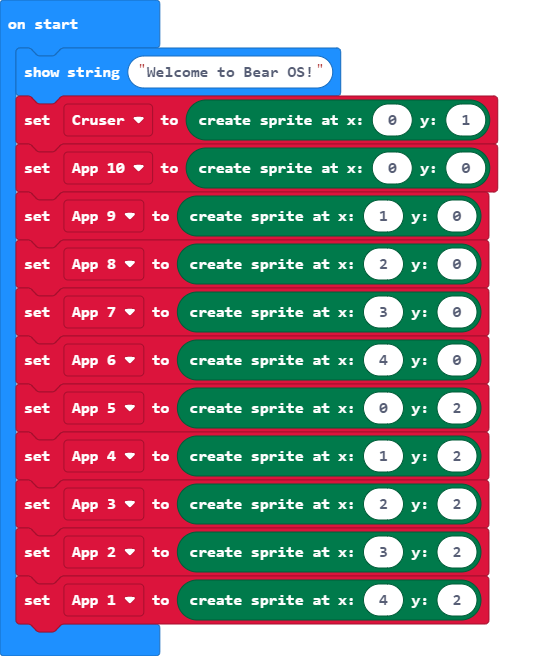 on start
show string "Welcome to Bear OS!"
set Cruser to create sprite at x: 0 y: 1
set App 10 to create sprite at x: 0 y: 0
set App 9 to create sprite at x: 1 y: 0
set App 8 to create sprite at x: 2 y: 0
set App 7 to create sprite at x: 3 y: 0
set App 6 to create sprite at x: 4 y: 0
set App 5 to create sprite at x: 0 y: 2
set App 4 to create sprite at x: 1 y: 2
set App 3 to create sprite at x: 2 y: 2
set App 2 to create sprite at x: 3 y: 2
set App 1 to create sprite at x: 4 y: 2